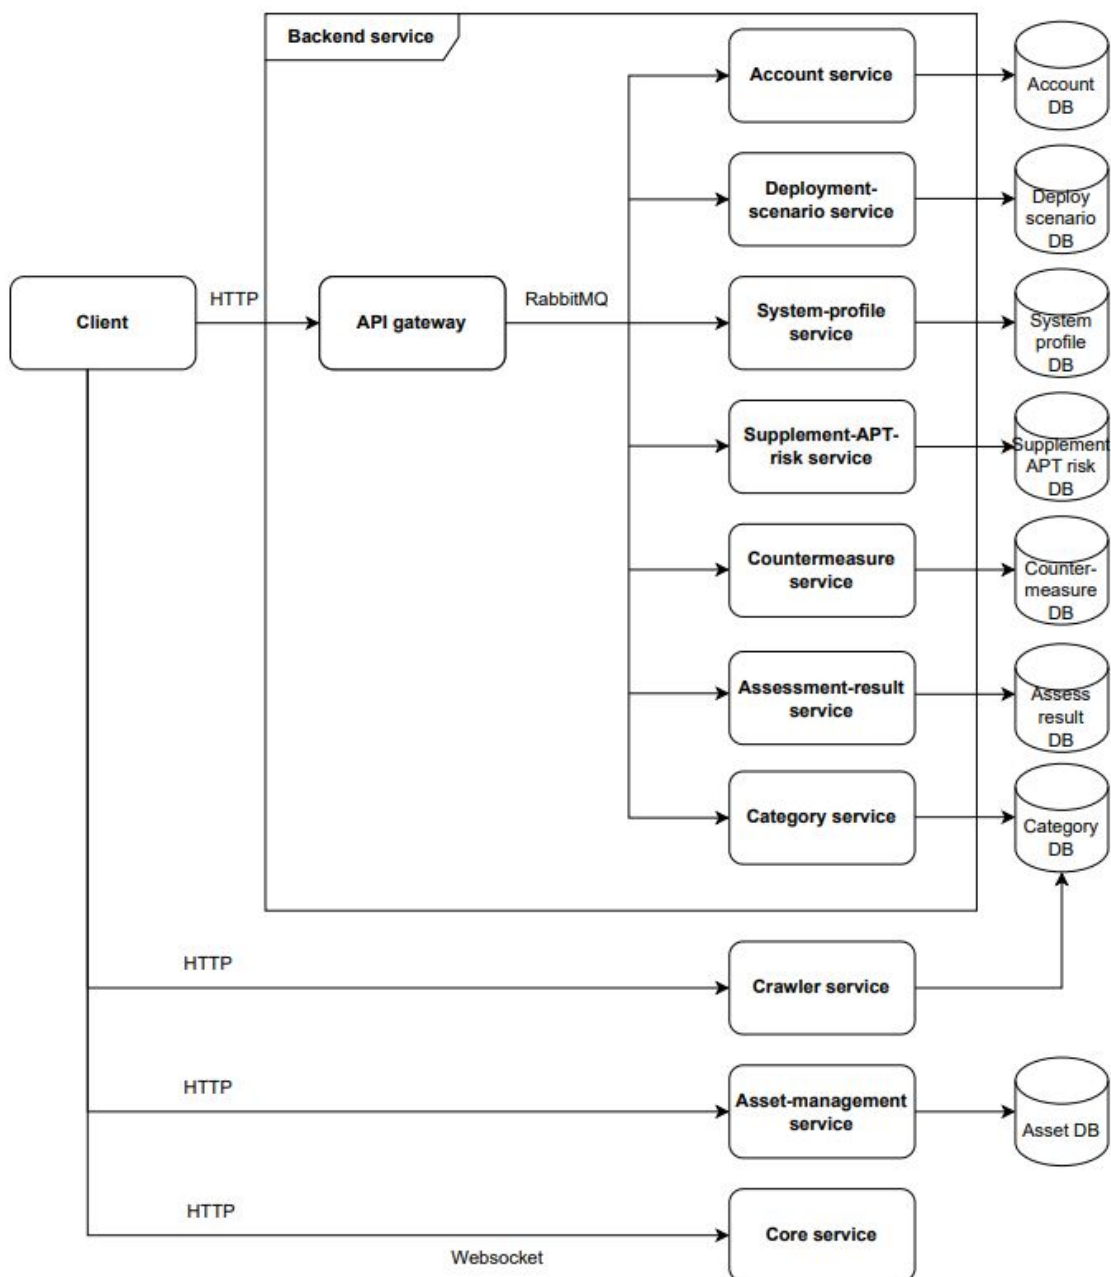 Backend service
Account service
Account
DB
Deployment-
scenario service
Deploy
scenario
DB
Client
HTTP
API gateway
RabbitMQ
System-profile
service
System
profile
DB
Supplement-APT-
risk service
Supplement
APT risk
DB
Countermeasure
service
Counter-
measure
DB
Assessment-result
service
Assess
result
DB
Category service
Category
DB
HTTP
Crawler service
HTTP
Asset-management
service
Asset DB
HTTP
Core service
Websocket